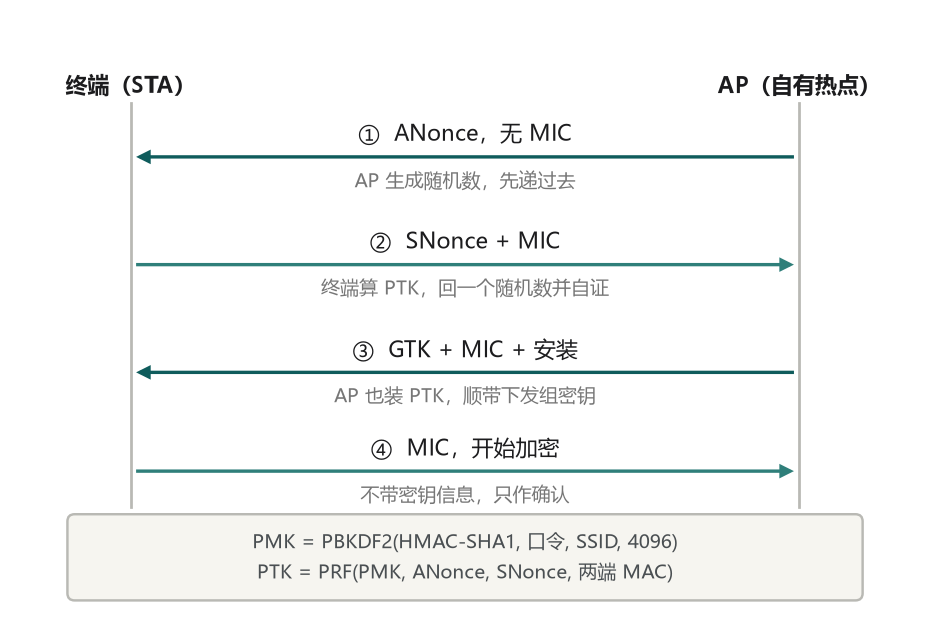 终端（STA）
AP（自有热点）
① ANonce，无 MIC
AP 生成随机数，先递过去
② SNonce + MIC
终端算 PTK，回一个随机数并自证
③ GTK + MIC + 安装
AP 也装 PTK，顺带下发组密钥
④ MIC，开始加密
不带密钥信息，只作确认
PMK = PBKDF2(HMAC-SHA1, 口令, SSID, 4096)
PTK = PRF(PMK, ANonce, SNonce, 两端 MAC)